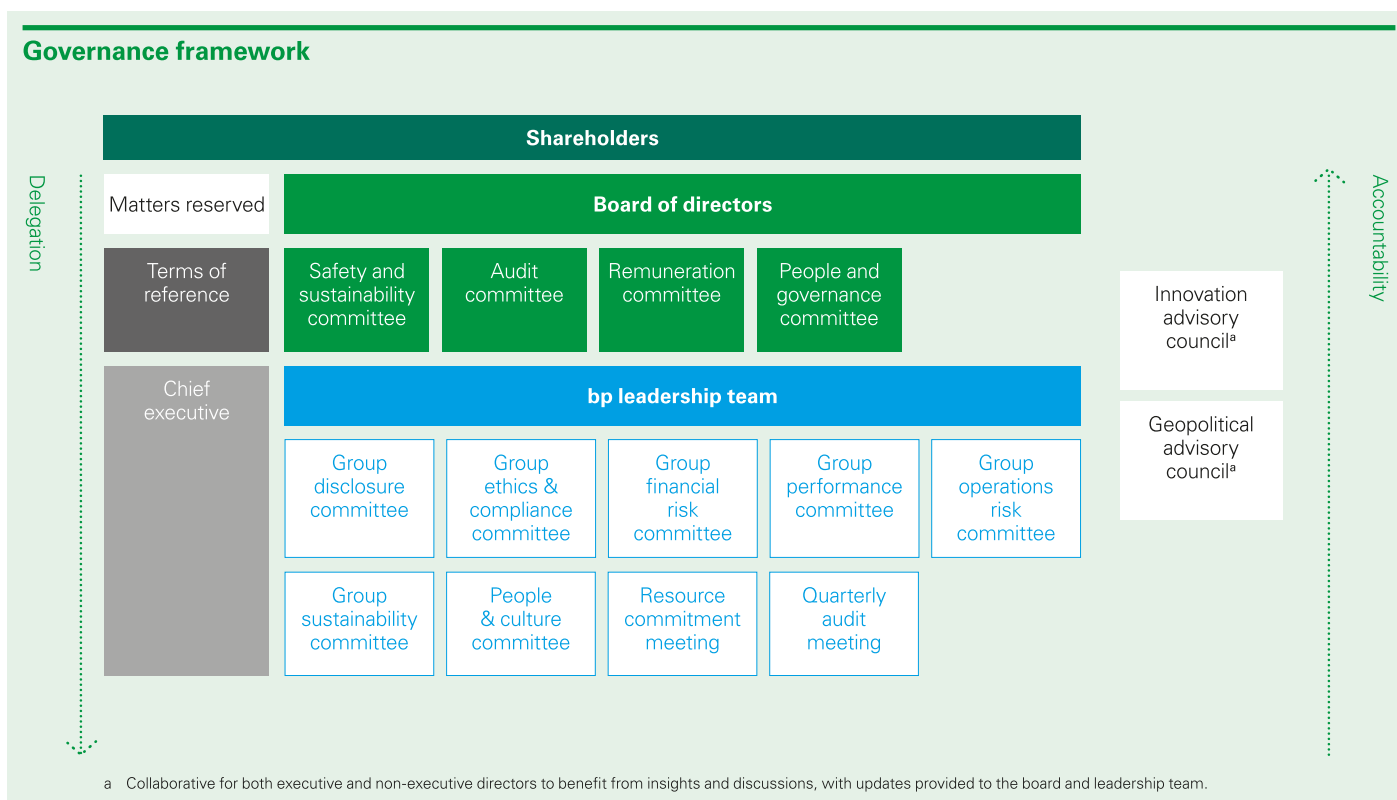 Governance framework
Shareholders
Delegation
Accountability
Matters reserved
Board of directors
Terms of
reference
Safety and
sustainability
committee
Audit
committee
Remuneration
committee
People and
governance
committee
Innovation
advisory
councilᵃ
Chief
executive
bp leadership team
Geopolitical
advisory
councilᵃ
Group
disclosure
committee
Group
ethics &
compliance
committee
Group
financial
risk
committee
Group
performance
committee
Group
operations
risk
committee
Group
sustainability
committee
People
& culture
committee
Resource
commitment
meeting
Quarterly
audit
meeting
a Collaborative for both executive and non-executive directors to benefit from insights and discussions, with updates provided to the board and leadership team.